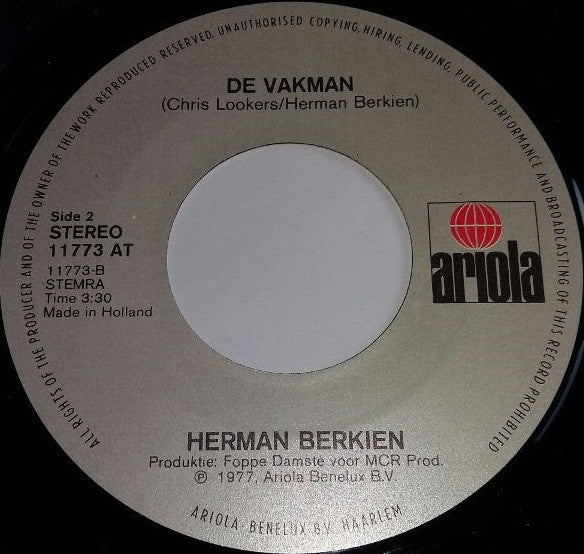 ALL RIGHTS OF THE PRODUCER AND OF THE OWNER OF THE WORK REPRODUCED RESERVED. UNAUTHORISED COPYING, HIRING, LENDING, PUBLIC PERFORMANCE AND BROADCASTING OF THIS RECORD PROHIBITED
DE VAKMAN
(Chris Lookers/Herman Berkien)
Side 2
STEREO
11773 AT
11773-B
STEMRA
Time 3:30
Made in Holland
ariola
HERMAN BERKIEN
Produktie: Foppe Damsté voor MCR Prod.
Ⓟ 1977, Ariola Benelux B.V.
ARIOLA-BENELUX B.V. HAARLEM